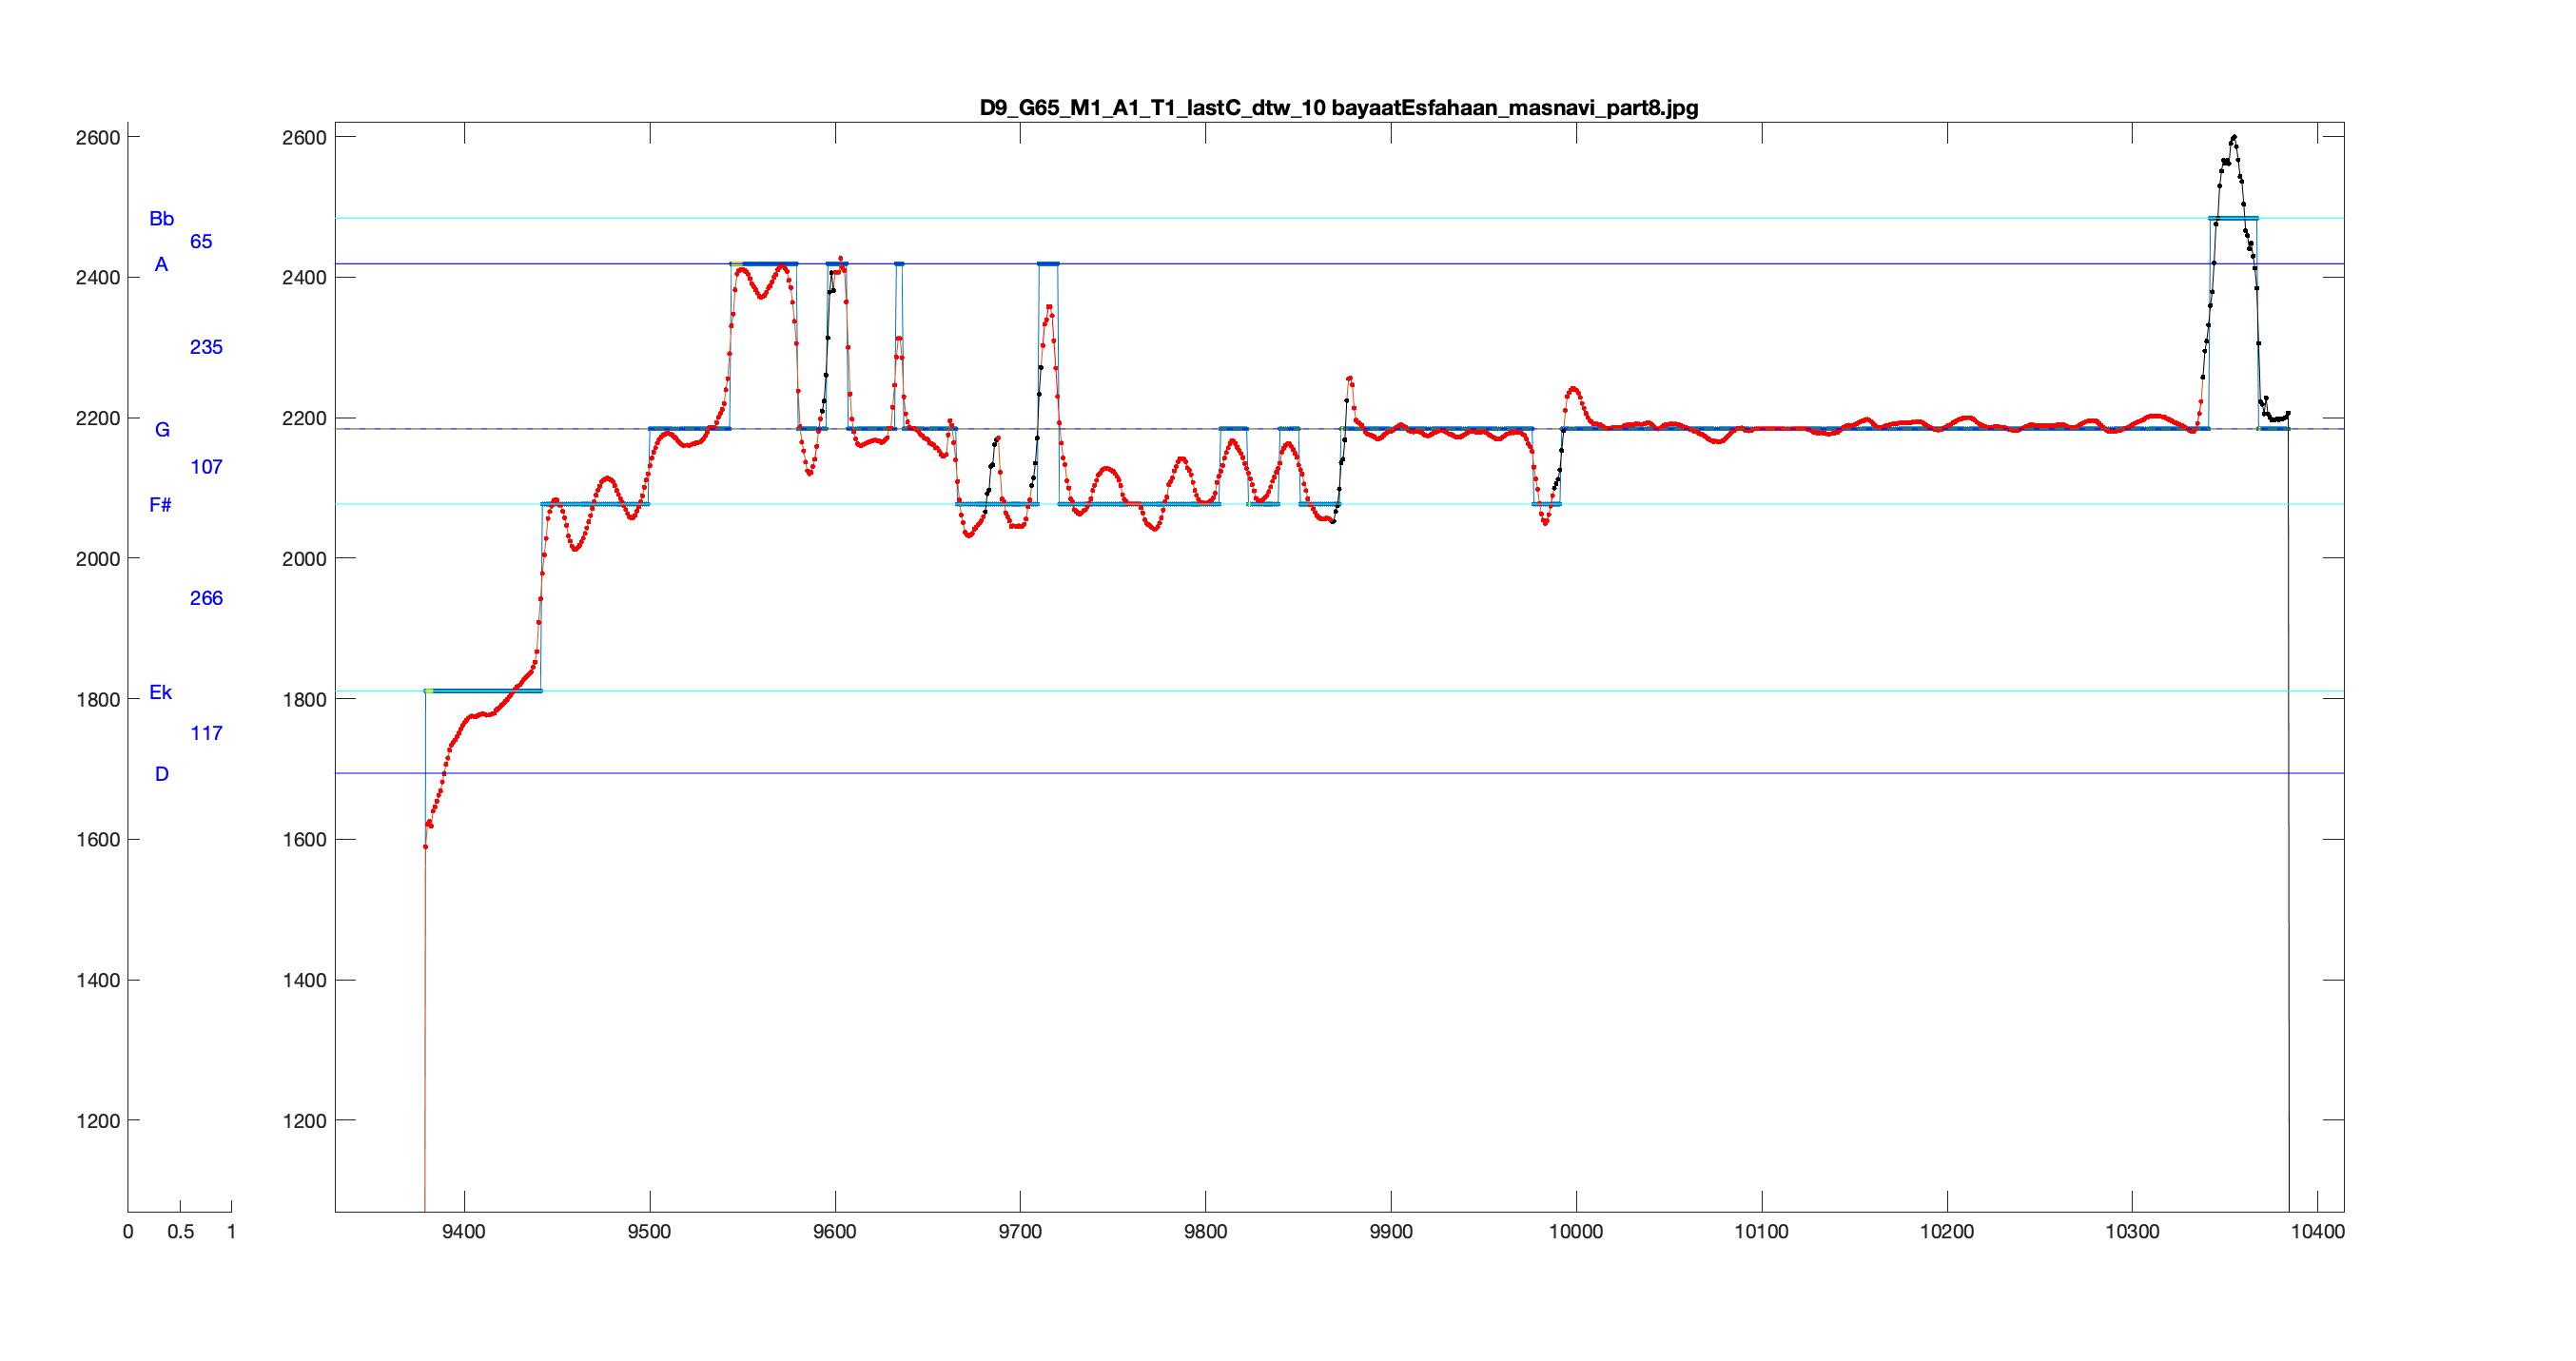 D9_G65_M1_A1_T1_lastC_dtw_10 bayaatEsfahaan_masnavi_part8.jpg
2600 2600
Bb
65
A
2400 2400
235
2200 2200
G
107
F#
2000 2000
266
1800 1800
Ek
117
D
1600 1600
1400 1400
1200 1200
0 0.5 1 9400 9500 9600 9700 9800 9900 10000 10100 10200 10300 10400